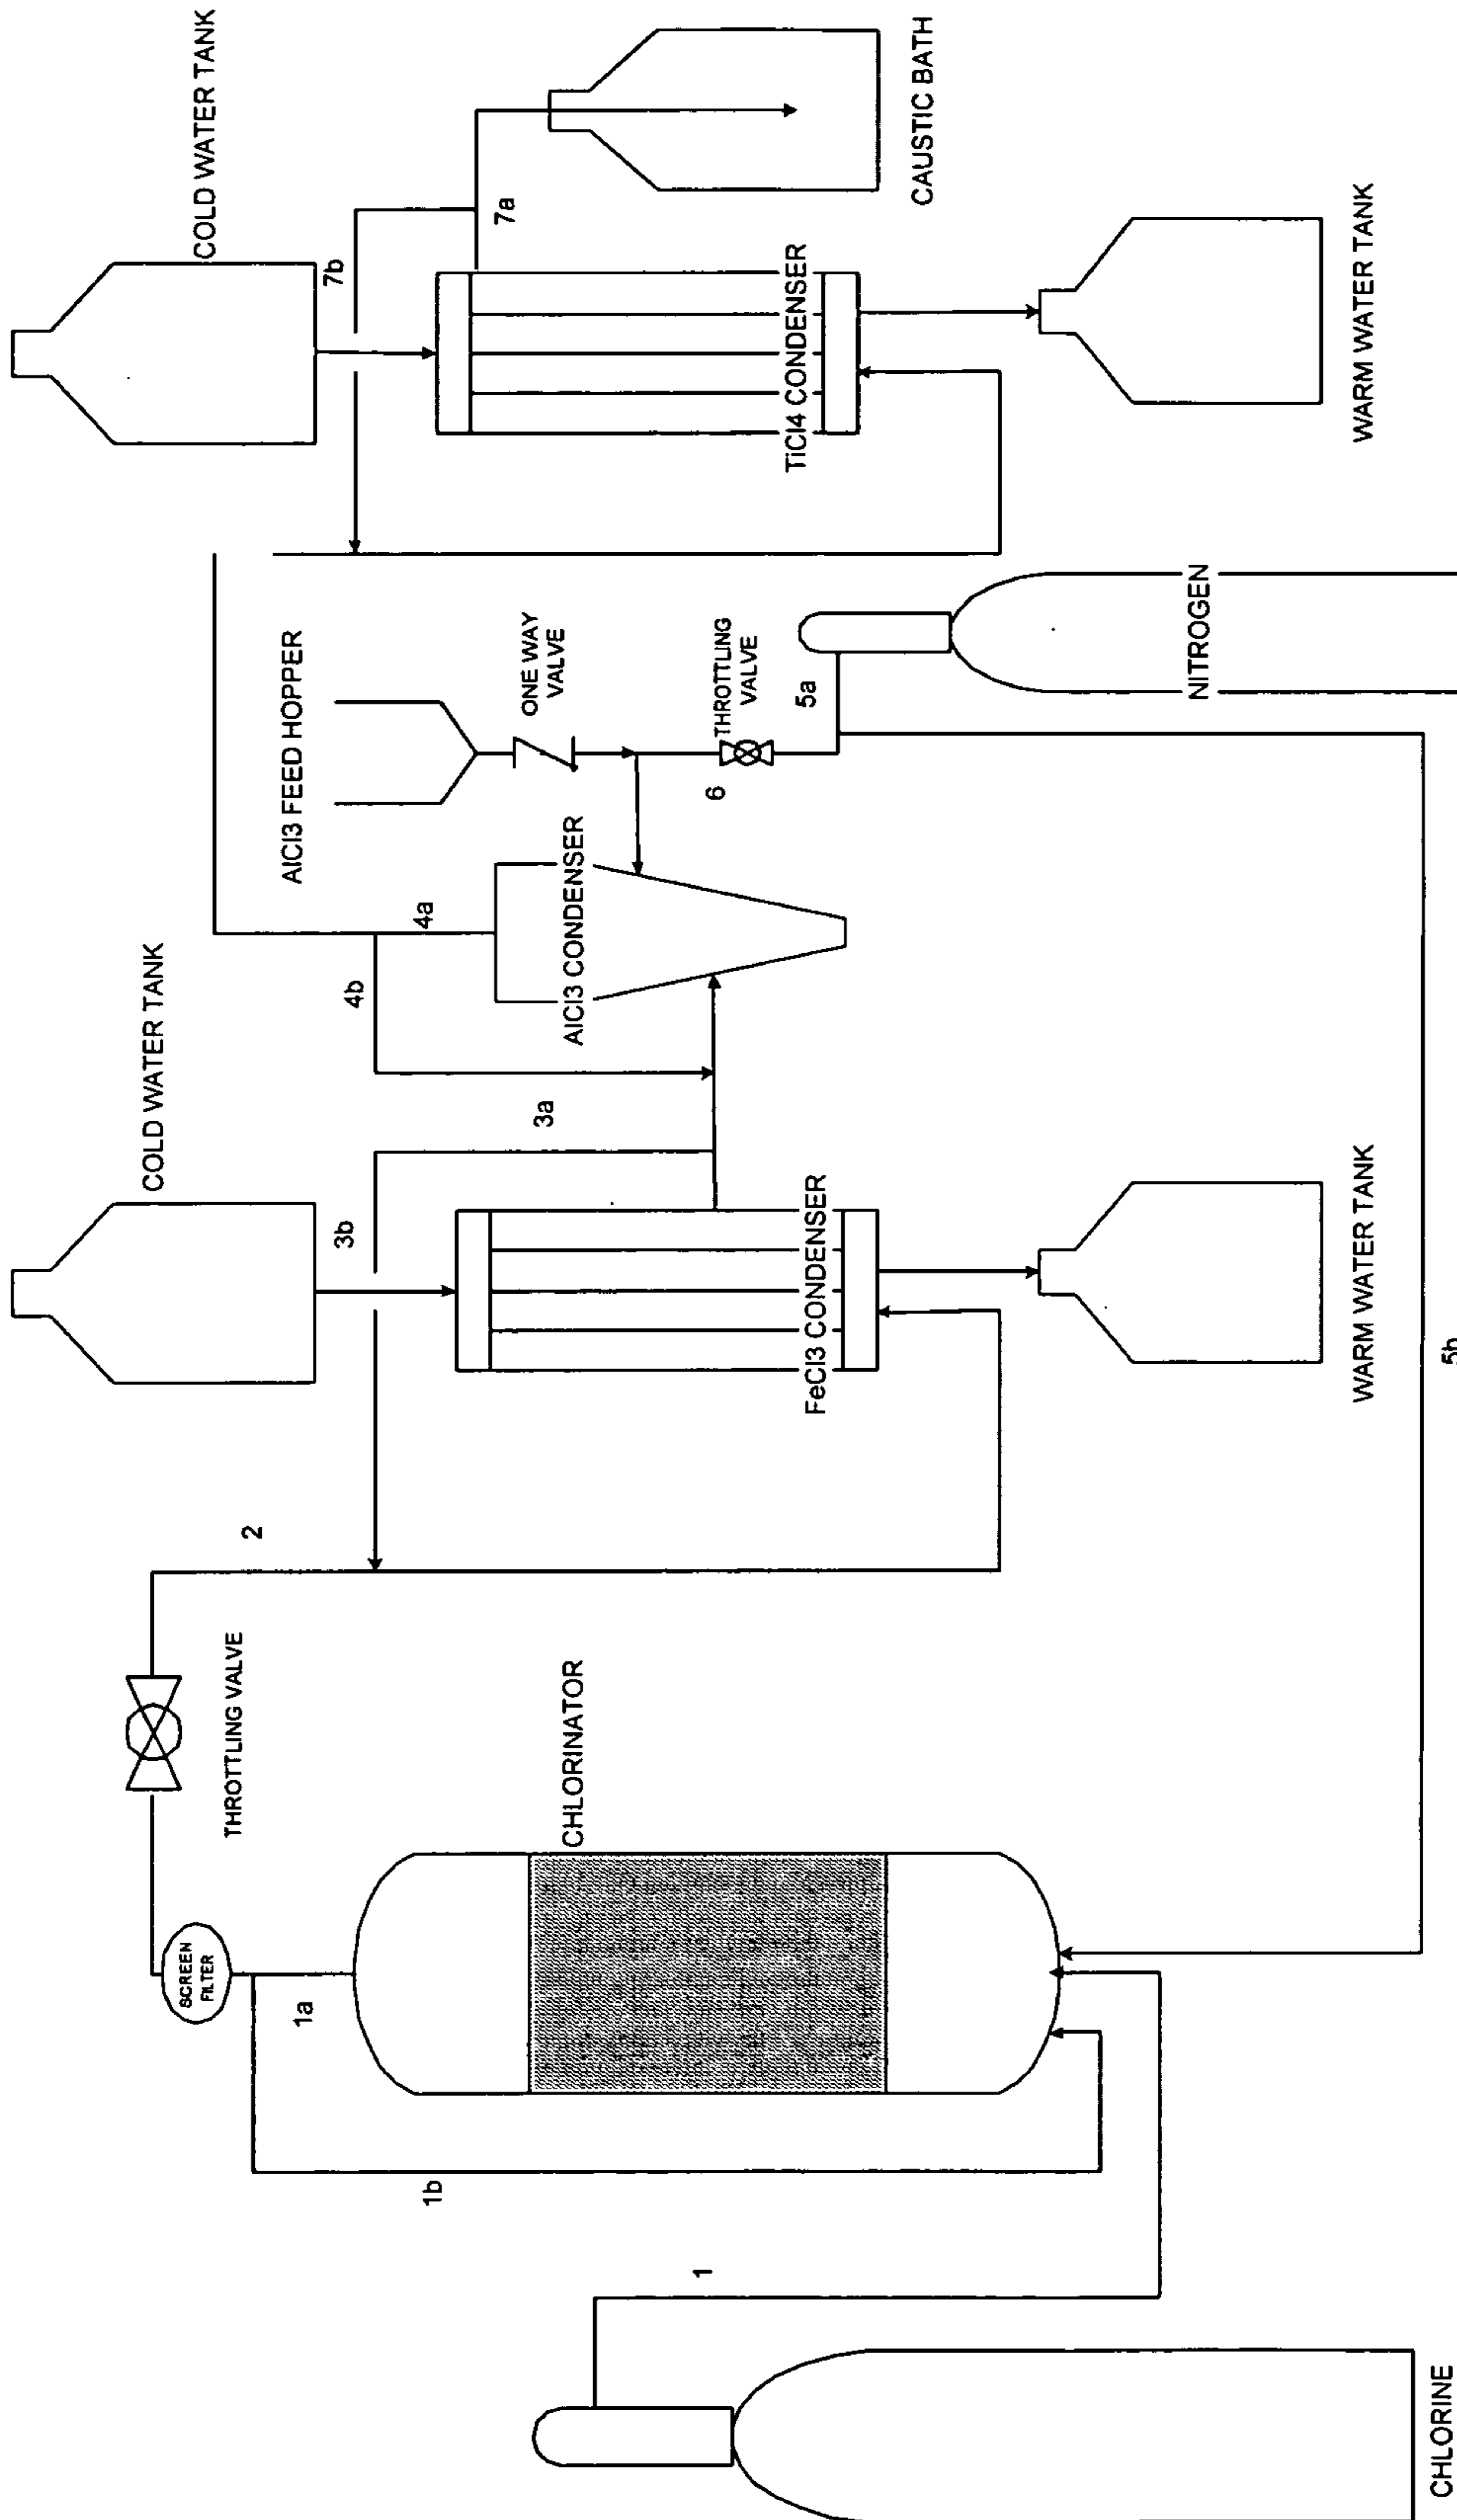 COLD WATER TANK
7b
7a
CAUSTIC BATH
TiCl4 CONDENSER
WARM WATER TANK
AlCl3 FEED HOPPER
ONE WAY
VALVE
THROTTLING
VALVE
5a
NITROGEN
6
4a
4b
AlCl3 CONDENSER
COLD WATER TANK
3a
3b
FeCl3 CONDENSER
WARM WATER TANK
5b
2
THROTTLING VALVE
CHLORINATOR
SCREEN
FILTER
1a
1b
1
CHLORINE